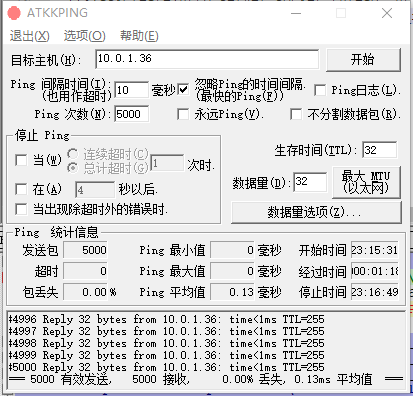 ATKKPING
退出(X) 选项(O) 帮助(E)
目标主机(H): 10.0.1.36 开始
Ping 间隔时间(I): 10 毫秒 忽略Ping的时间间隔. Ping日志(L).
(也用作超时) (最快的Ping(F))
Ping 次数(N): 5000 永远Ping(V). 不分割数据包(R).
停止 Ping
生存时间(TTL): 32
当(W) 连续超时(C) 1 次时.
总计超时(G)
数据量(D): 32 最大 MTU
(以太网)
在(A) 4 秒以后.
当出现除超时外的错误时.
数据量选项(Z)...
Ping 统计信息
发送包 5000 Ping 最小值 0 毫秒 开始时间 23:15:31
超时 0 Ping 最大值 0 毫秒 经过时间 000:01:18
包丢失 0.00 % Ping 平均值 0.13 毫秒 停止时间 23:16:49
#4996 Reply 32 bytes from 10.0.1.36: time<1ms TTL=255
#4997 Reply 32 bytes from 10.0.1.36: time<1ms TTL=255
#4998 Reply 32 bytes from 10.0.1.36: time<1ms TTL=255
#4999 Reply 32 bytes from 10.0.1.36: time<1ms TTL=255
#5000 Reply 32 bytes from 10.0.1.36: time<1ms TTL=255
== 5000 有效发送, 5000 接收, 0.00% 丢失, 0.13ms 平均值 ==